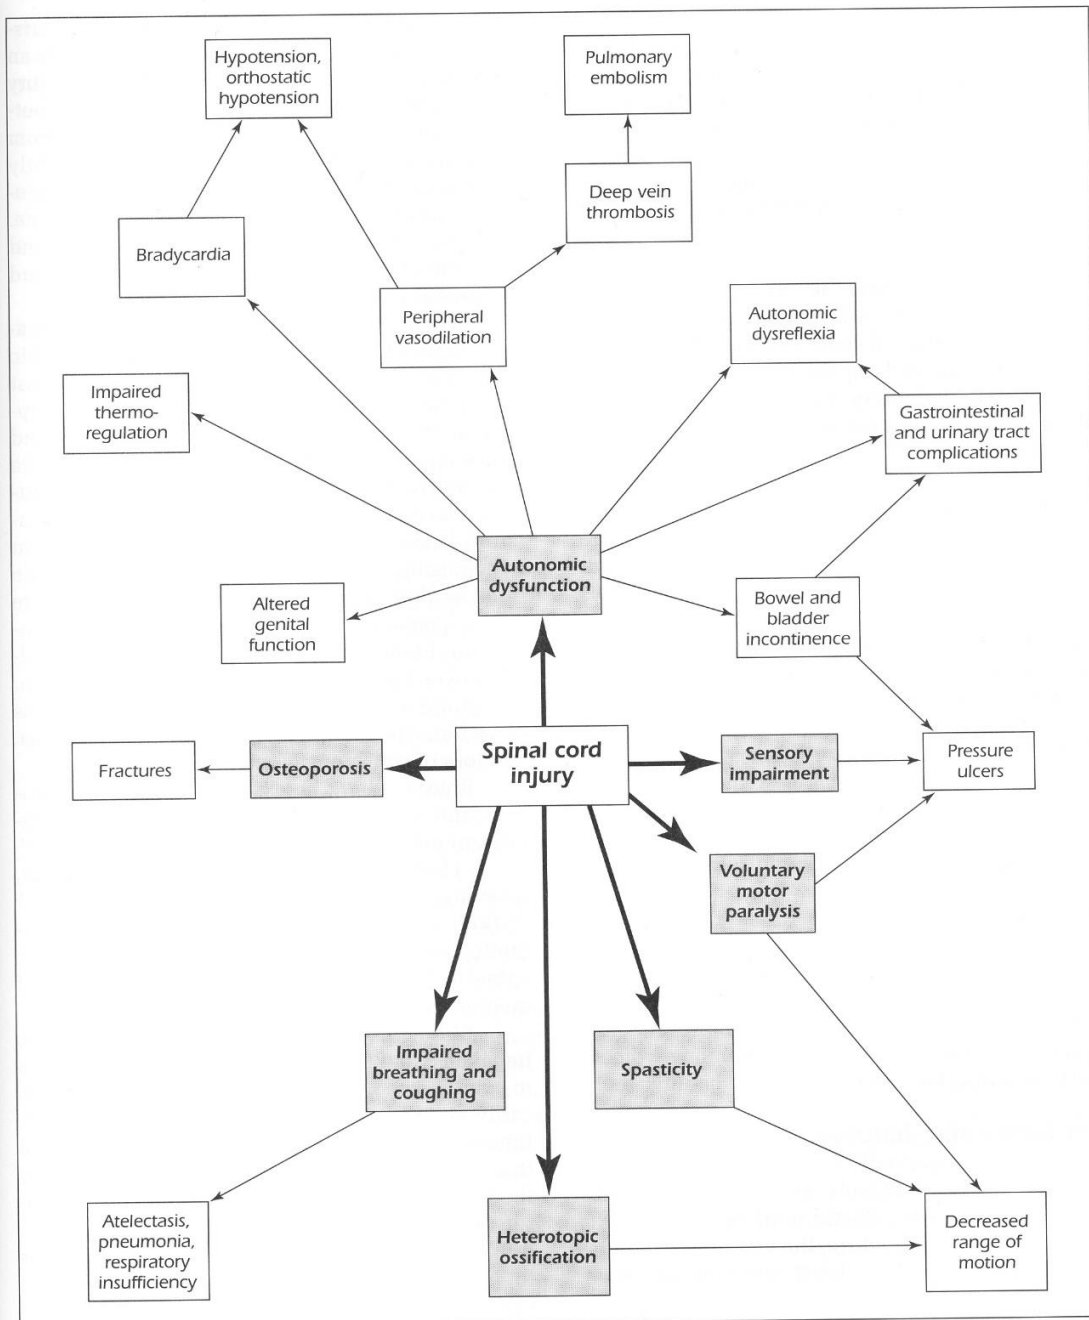 Hypotension,
orthostatic
hypotension
Pulmonary
embolism
Deep vein
thrombosis
Bradycardia
Peripheral
vasodilation
Autonomic
dysreflexia
Impaired
thermo-
regulation
Gastrointestinal
and urinary tract
complications
Autonomic
dysfunction
Altered
genital
function
Bowel and
bladder
incontinence
Spinal cord
injury
Fractures
Osteoporosis
Sensory
impairment
Pressure
ulcers
Voluntary
motor
paralysis
Impaired
breathing and
coughing
Spasticity
Atelectasis,
pneumonia,
respiratory
insufficiency
Heterotopic
ossification
Decreased
range of
motion